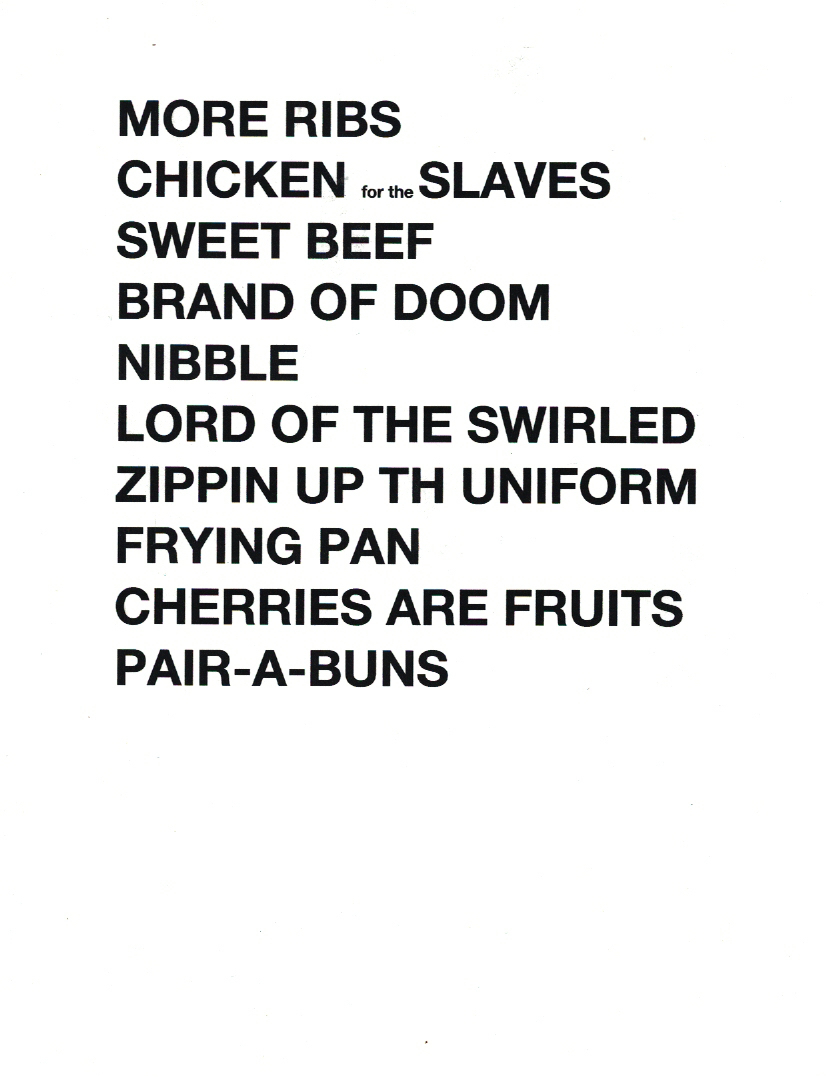 MORE RIBS
CHICKEN for the SLAVES
SWEET BEEF
BRAND OF DOOM
NIBBLE
LORD OF THE SWIRLED
ZIPPIN UP TH UNIFORM
FRYING PAN
CHERRIES ARE FRUITS
PAIR-A-BUNS